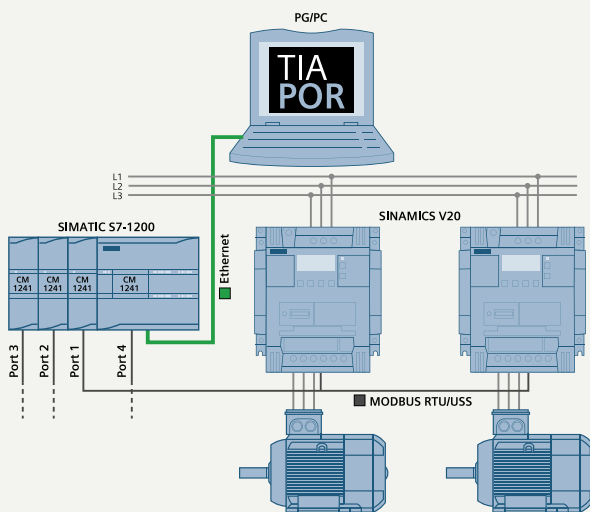 PG/PC
TIA
POR
L1
L2
L3
SIMATIC S7-1200
SINAMICS V20
CM
1241
CM
1241
CM
1241
CM
1241
Ethernet
Port 3
Port 2
Port 1
Port 4
MODBUS RTU/USS